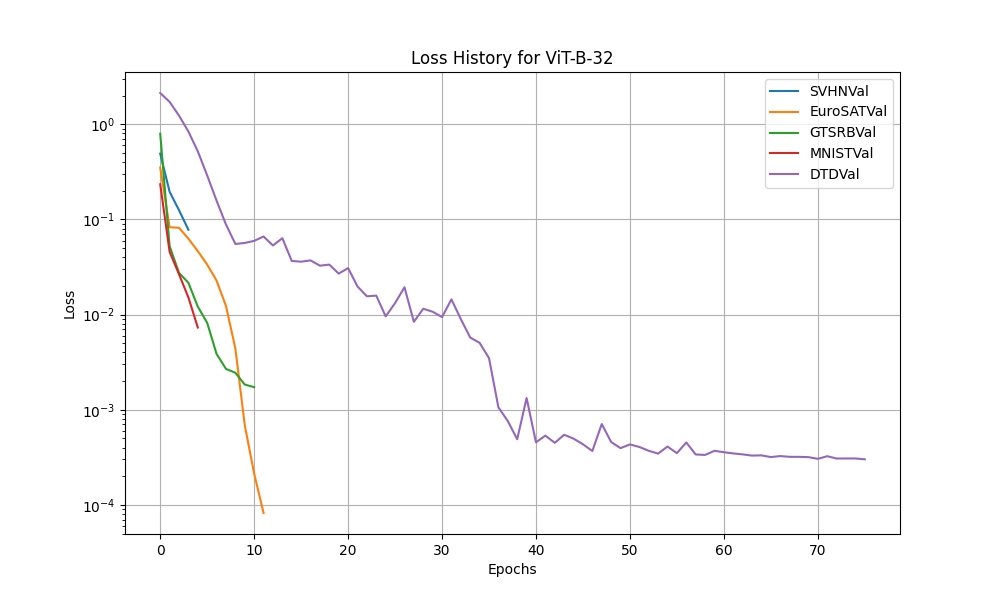 Loss History for ViT-B-32
SVHNVal
EuroSATVal
GTSRBVal
MNISTVal
DTDVal
10⁰
10⁻¹
10⁻²
10⁻³
10⁻⁴
Loss
0 10 20 30 40 50 60 70
Epochs